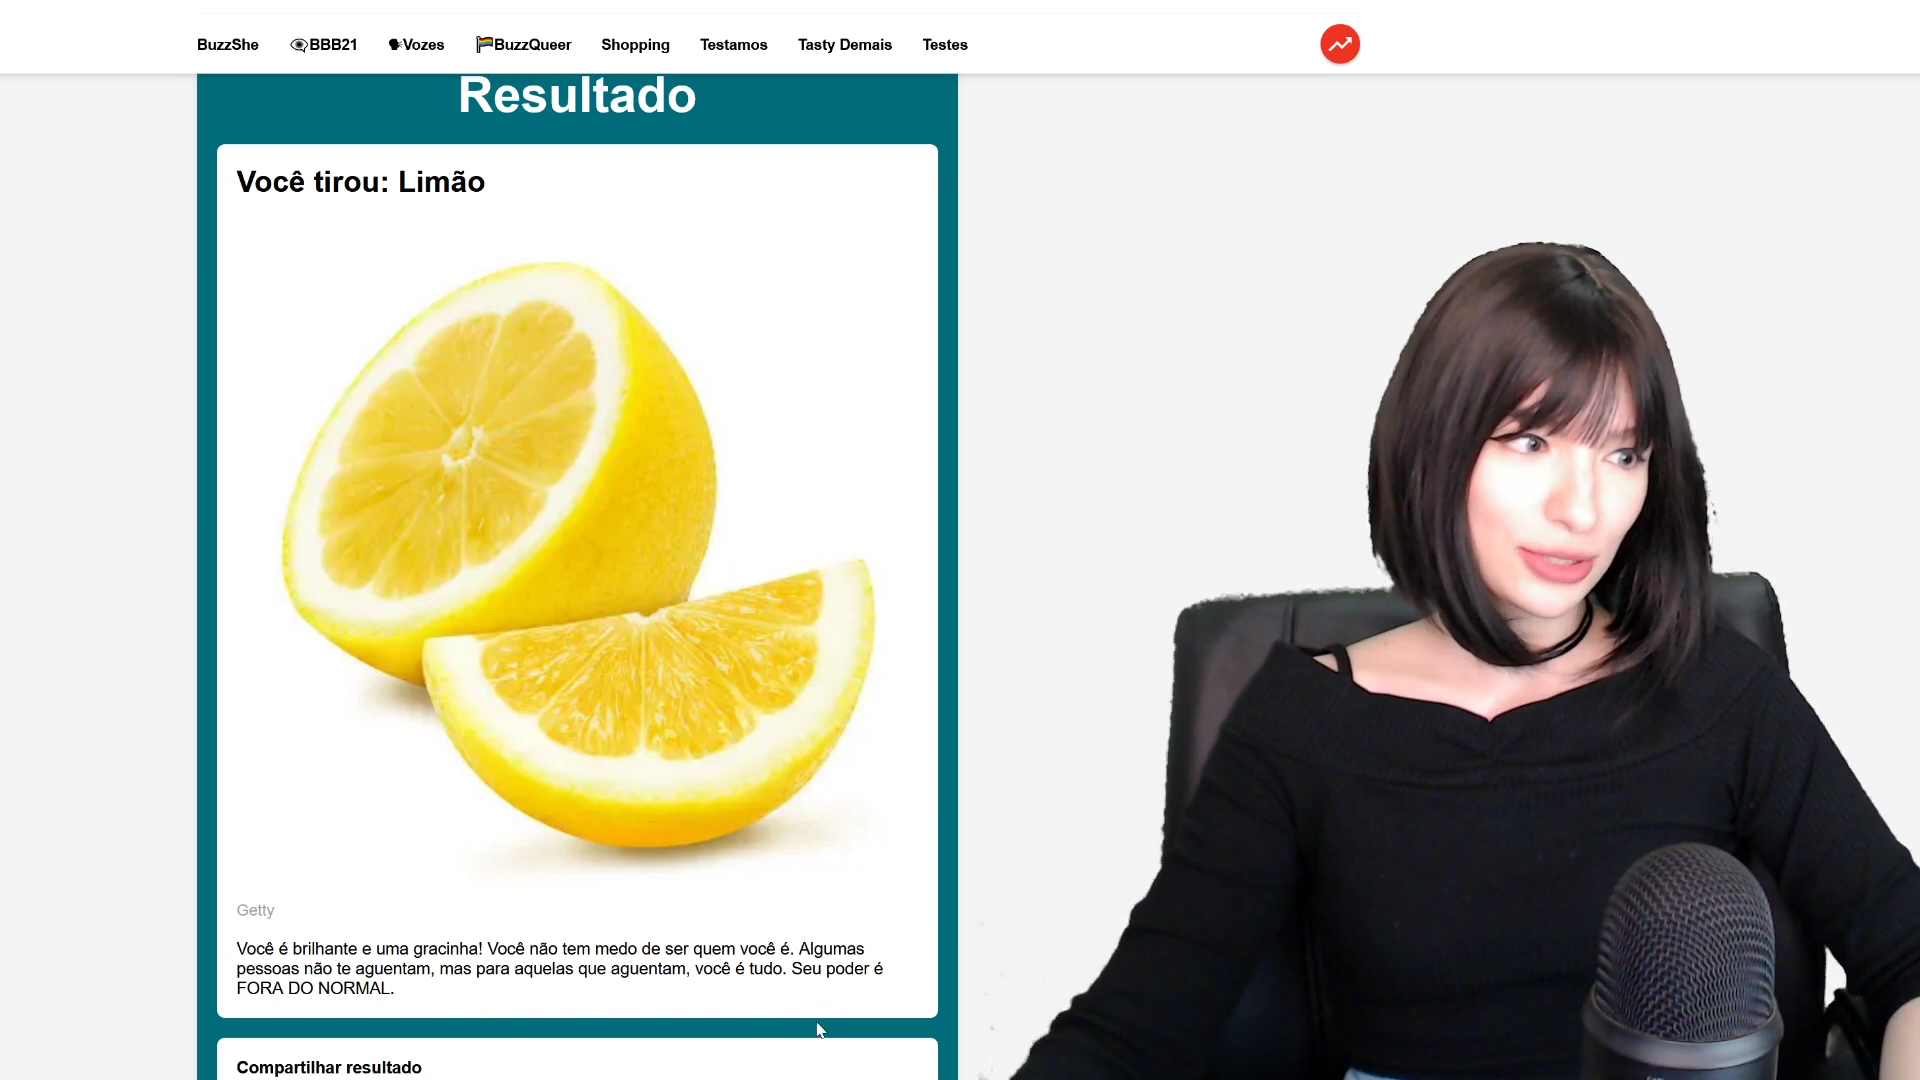 BuzzShe BBB21 Vozes BuzzQueer Shopping Testamos Tasty Demais Testes
Resultado
Você tirou: Limão
Getty
Você é brilhante e uma gracinha! Você não tem medo de ser quem você é. Algumas
pessoas não te aguentam, mas para aquelas que aguentam, você é tudo. Seu poder é
FORA DO NORMAL.
Compartilhar resultado